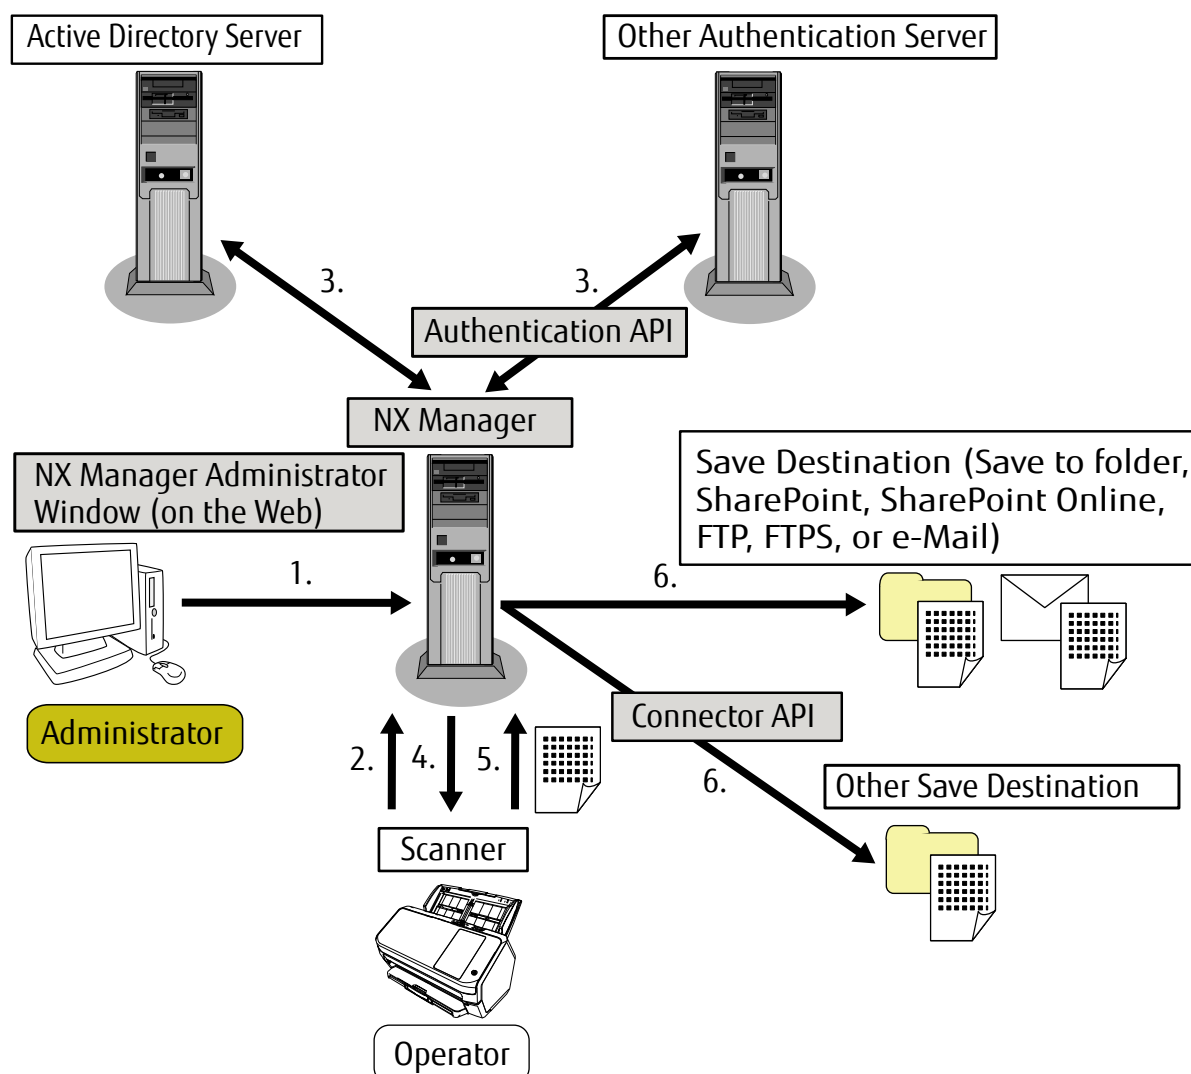 Active Directory Server
Other Authentication Server
3.
3.
Authentication API
NX Manager
NX Manager Administrator
Window (on the Web)
Save Destination (Save to folder,
SharePoint, SharePoint Online,
FTP, FTPS, or e-Mail)
1.
6.
Administrator
Connector API
2.
4.
5.
6.
Other Save Destination
Scanner
Operator